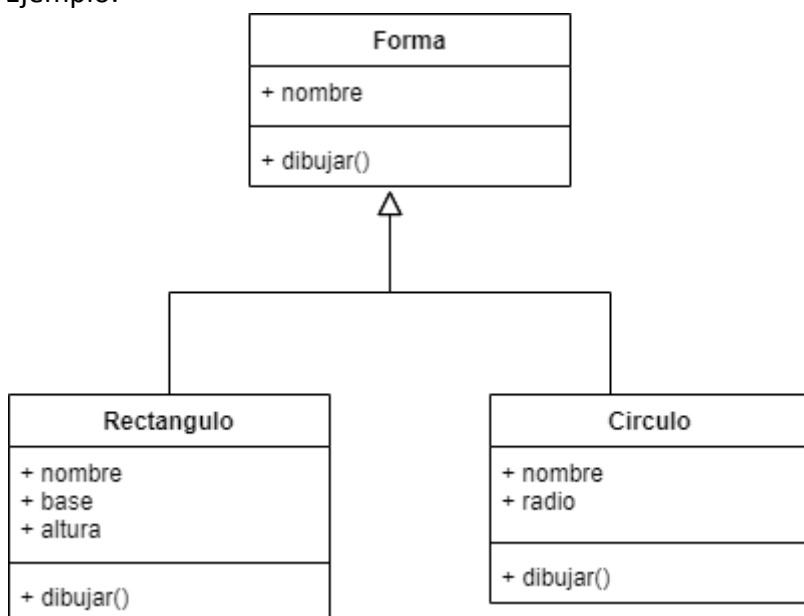 Ejemplo:
Forma
+ nombre
+ dibujar()
Rectangulo
+ nombre
+ base
+ altura
+ dibujar()
Circulo
+ nombre
+ radio
+ dibujar()